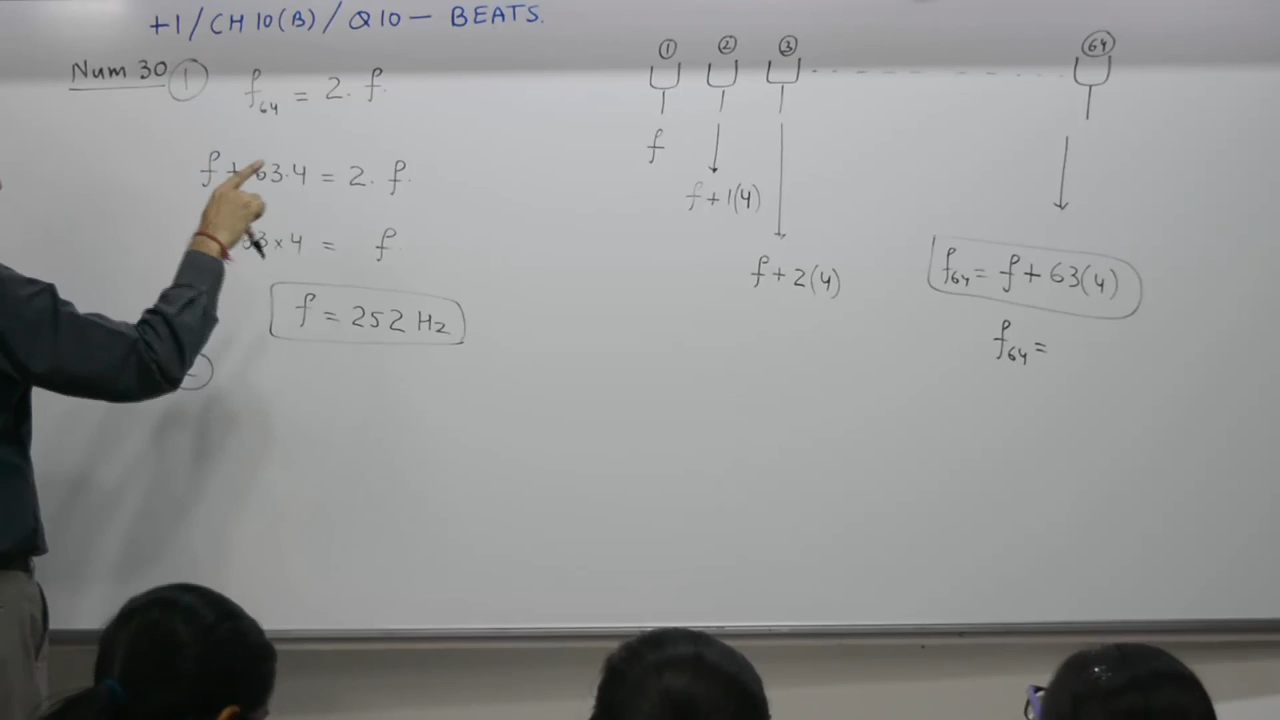 +1/CH 10(B)/Q10 – BEATS.
Num 30 ①
f64 = 2. f.
f + 63.4 = 2. f.
63 × 4 = f
f = 252 Hz
① ② ③ - - - - - - - - 64
f
f + 1(4)
f + 2(4)
f64 = f + 63(4)
f64 =